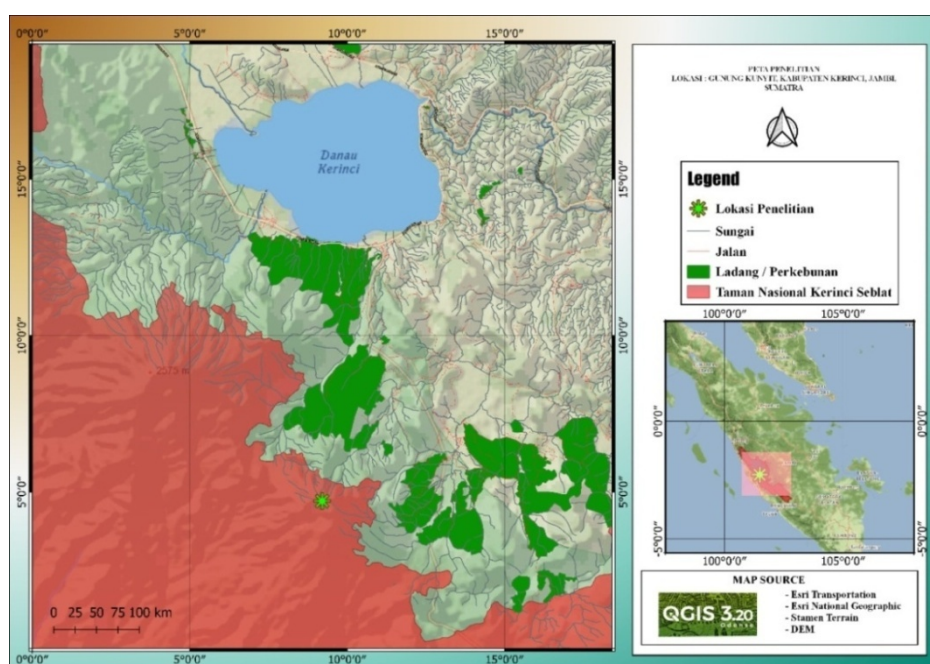 0°0'0" 5°0'0" 10°0'0" 15°0'0"
15°0'0" 15°0'0"
10°0'0" 10°0'0"
5°0'0" 5°0'0"
0°0'0" 5°0'0" 10°0'0" 15°0'0"
Danau
Kerinci
2573 m
0 25 50 75 100 km
PETA PENELITIAN
LOKASI : GUNUNG KUNYIT, KABUPATEN KERINCI, JAMBI,
SUMATRA
Legend
Lokasi Penelitian
Sungai
Jalan
Ladang / Perkebunan
Taman Nasional Kerinci Seblat
100°0'0" 105°0'0"
0°0'0" 0°0'0"
-5°0'0" -5°0'0"
100°0'0" 105°0'0"
MAP SOURCE
QGIS 3.20
- Esri Transportation
- Esri National Geographic
- Stamen Terrain
- DEM